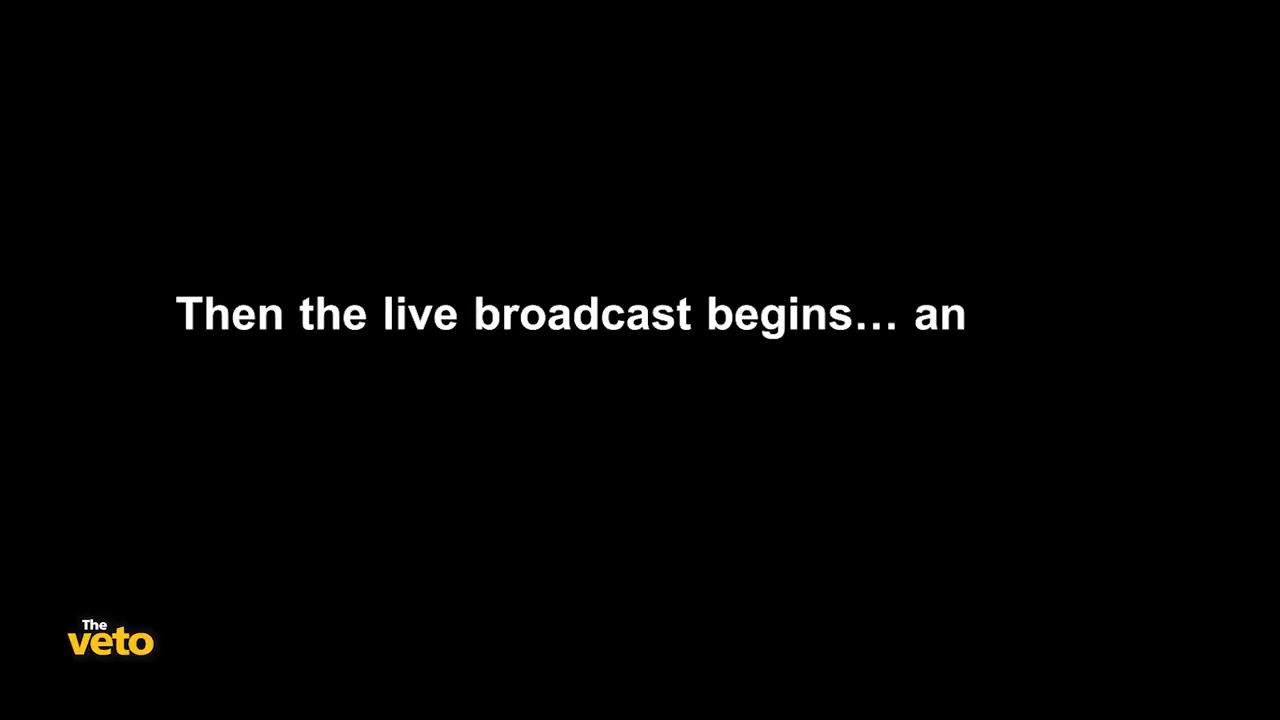 Then the live broadcast begins… an
The
veto